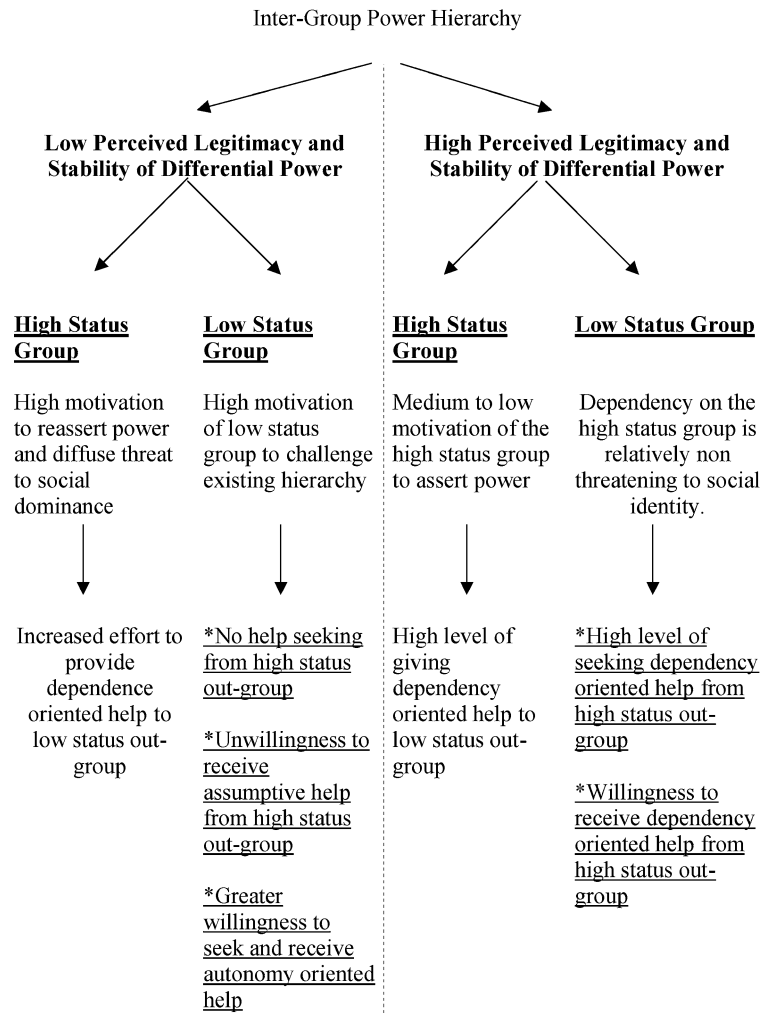 Inter-Group Power Hierarchy
Low Perceived Legitimacy and
Stability of Differential Power
High Status
Group
High motivation
to reassert power
and diffuse threat
to social
dominance
Increased effort to
provide
dependence
oriented help to
low status out-
group
Low Status
Group
High motivation
of low status
group to challenge
existing hierarchy
*No help seeking
from high status
out-group
*Unwillingness to
receive
assumptive help
from high status
out-group
*Greater
willingness to
seek and receive
autonomy oriented
help
High Perceived Legitimacy and
Stability of Differential Power
High Status
Group
Medium to low
motivation of the
high status group
to assert power
High level of
giving
dependency
oriented help to
low status out-
group
Low Status Group
Dependency on the
high status group is
relatively non
threatening to social
identity.
*High level of
seeking dependency
oriented help from
high status out-
group
*Willingness to
receive dependency
oriented help from
high status out-
group